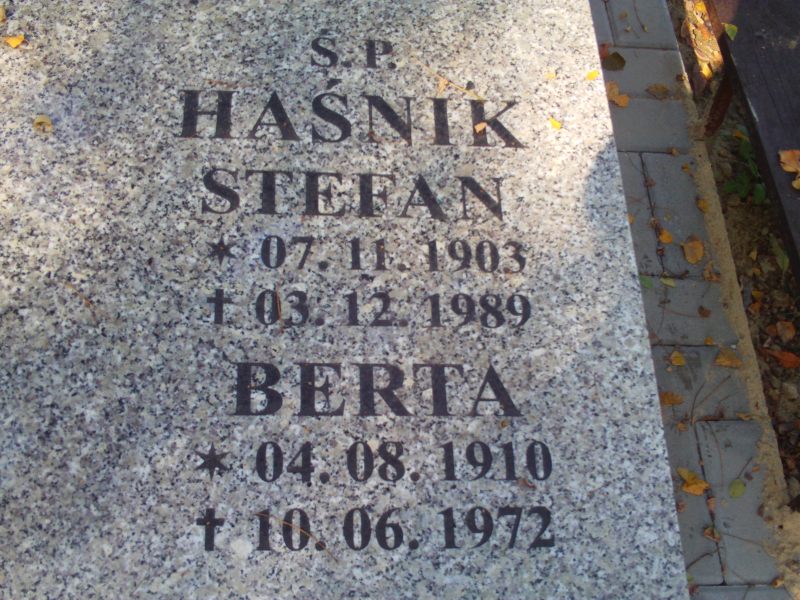 Ś.P.
HAŚNIK
STEFAN
* 07. 11. 1903
† 03. 12. 1989
BERTA
* 04. 08. 1910
† 10. 06. 1972